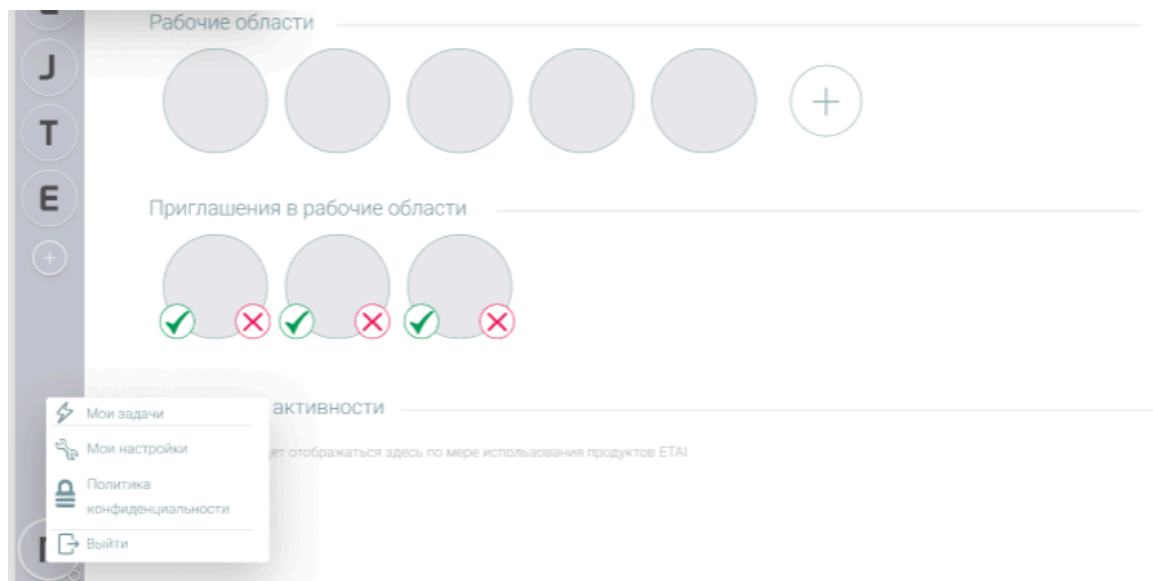 Рабочие области
J
T
E
Приглашения в рабочие области
активности
отображаться здесь по мере использования продуктов ETAI
Мои задачи
Мои настройки
Политика
конфиденциальности
Выйти